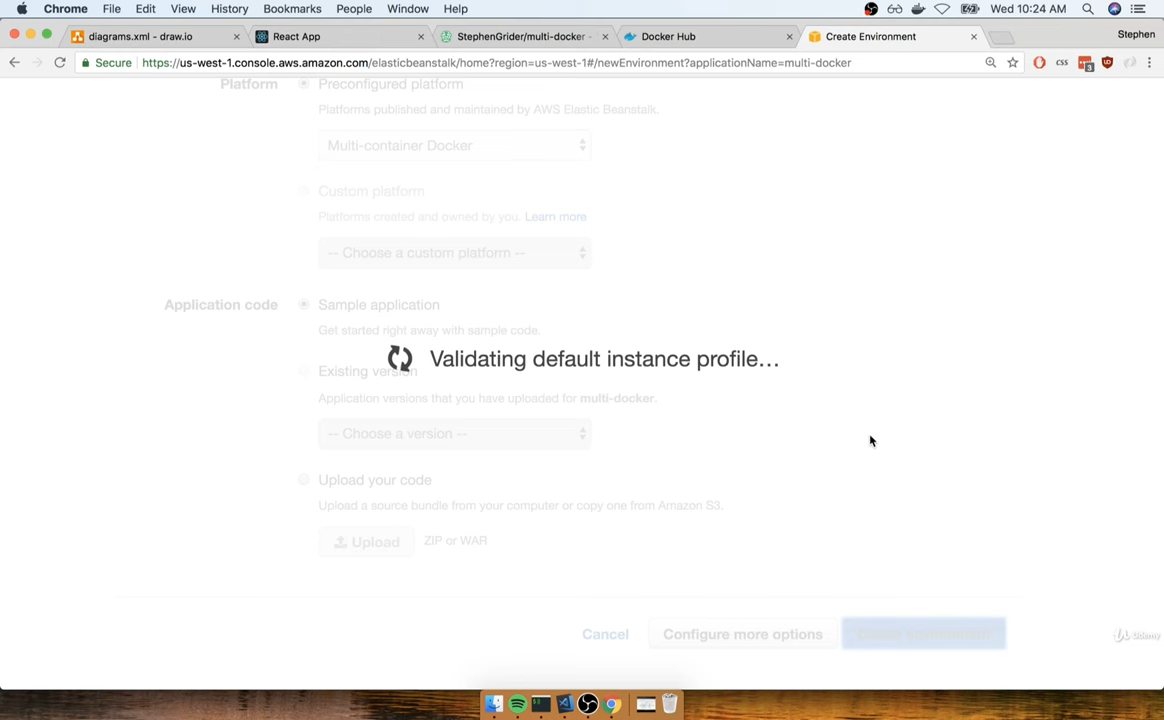 Chrome File Edit View History Bookmarks People Window Help Wed 10:24 AM
diagrams.xml - draw.io React App StephenGrider/multi-docker - Docker Hub Create Environment Stephen
Secure https://us-west-1.console.aws.amazon.com/elasticbeanstalk/home?region=us-west-1#/newEnvironment?applicationName=multi-docker css 3
Platform Preconfigured platform
Platforms published and maintained by AWS Elastic Beanstalk.
Multi-container Docker
Custom platform
Platforms created and owned by you. Learn more
-- Choose a custom platform --
Application code Sample application
Get started right away with sample code.
Validating default instance profile...
Existing version
Application versions that you have uploaded for multi-docker.
-- Choose a version --
Upload your code
Upload a source bundle from your computer or copy one from Amazon S3.
Upload ZIP or WAR
Cancel Configure more options
Udemy